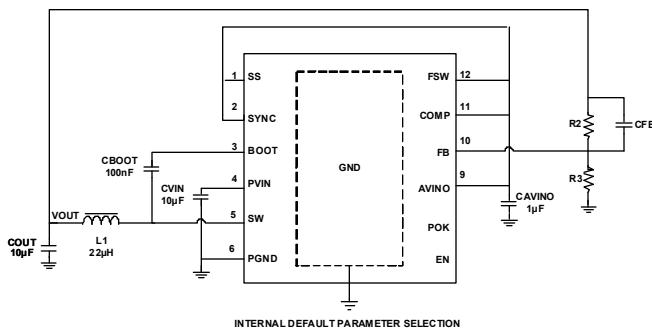 1 SS
2 SYNC
3 BOOT
4 PVIN
5 SW
6 PGND
GND
FSW 12
COMP 11
FB 10
AVINO 9
POK
EN
CBOOT
100nF
CVIN
10µF
VOUT
L1
22µH
COUT
10µF
R2
R3
CAVINO
1µF
INTERNAL DEFAULT PARAMETER SELECTION